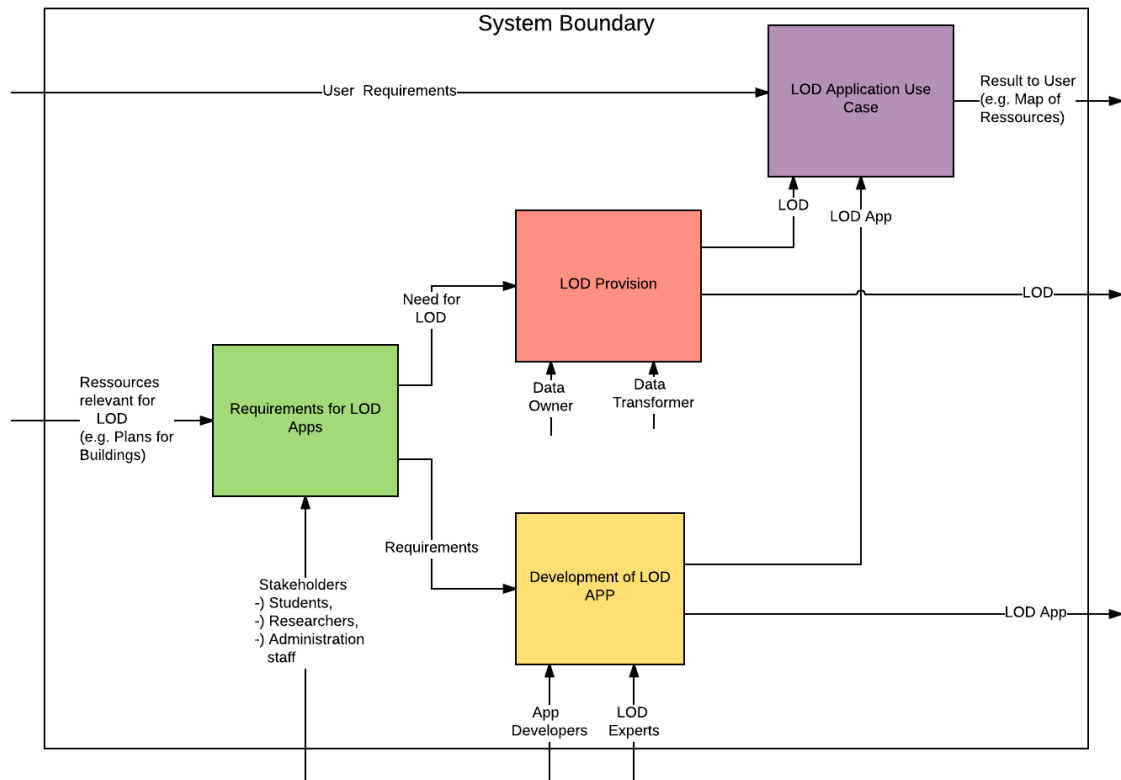 System Boundary
User  Requirements
LOD Application Use
Case
Result to User
(e.g. Map of
Ressources)
LOD
LOD App
LOD Provision
LOD
Need for
LOD
Data
Owner
Data
Transformer
Ressources
relevant for
LOD
(e.g. Plans for
Buildings)
Requirements for LOD
Apps
Requirements
Development of LOD
APP
LOD App
Stakeholders
-) Students,
-) Researchers,
-) Administration
staff
App
Developers
LOD
Experts